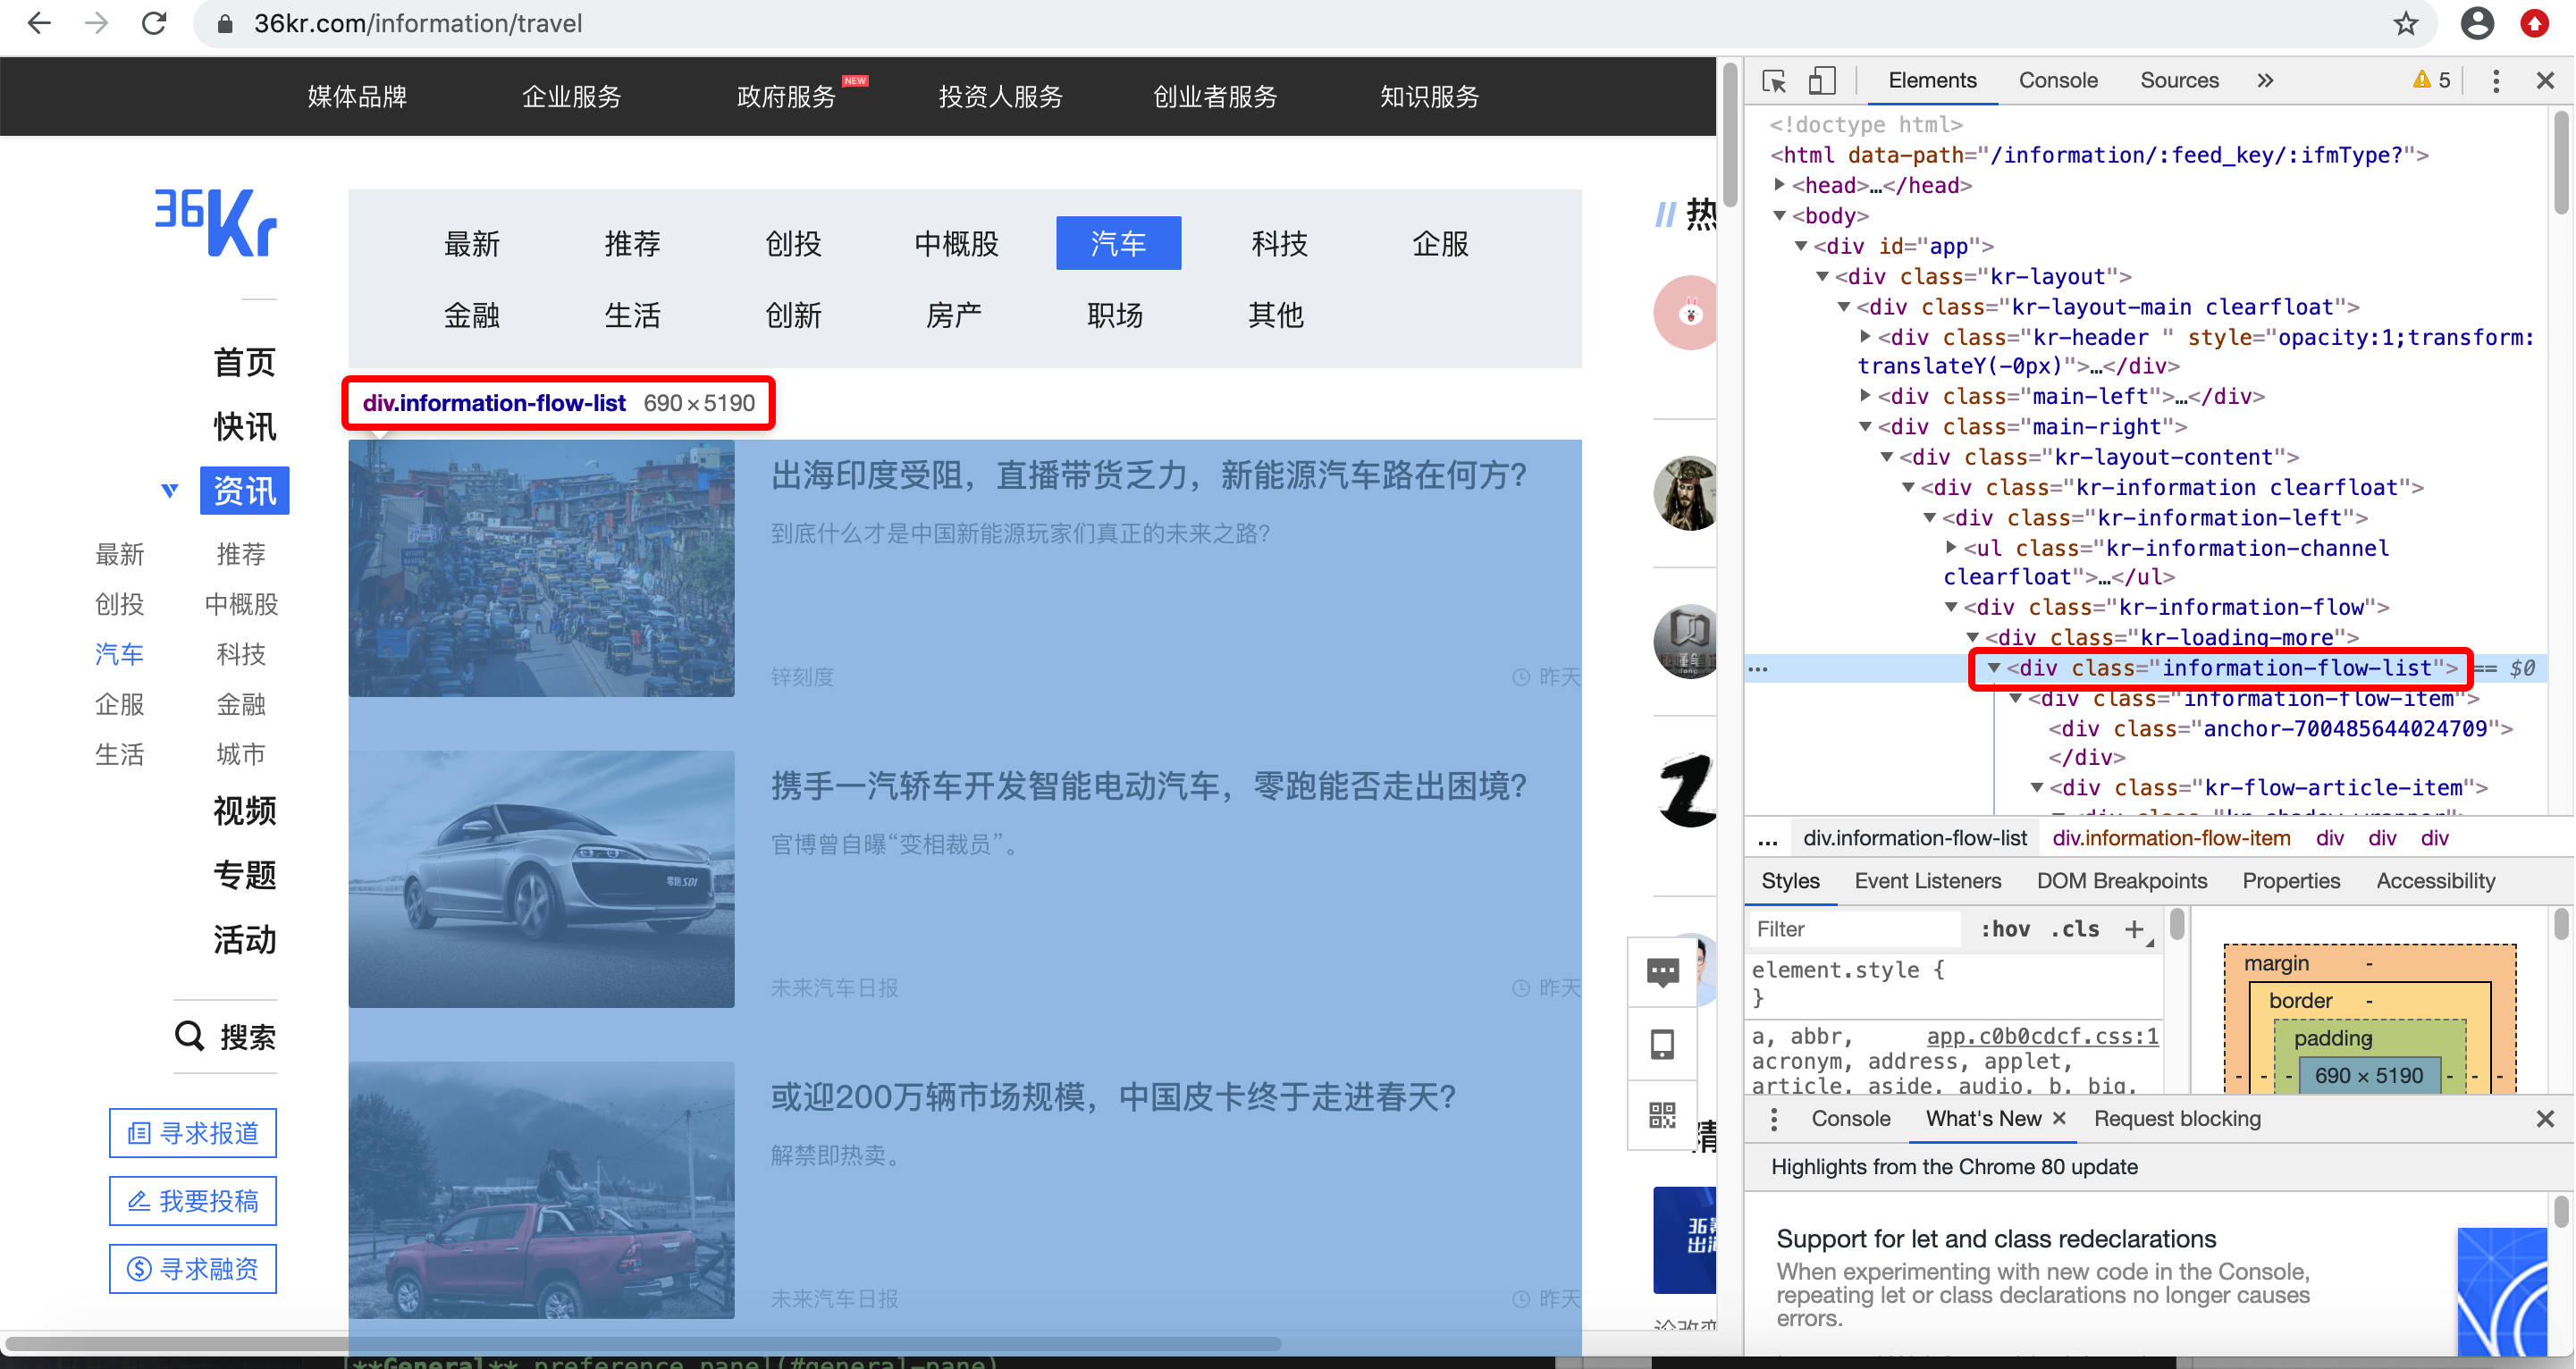 36kr.com/information/travel
媒体品牌 企业服务 政府服务 NEW 投资人服务 创业者服务 知识服务
36Kr
首页
快讯
资讯
最新 推荐
创投 中概股
汽车 科技
企服 金融
生活 城市
视频
专题
活动
搜索
寻求报道
我要投稿
寻求融资
最新 推荐 创投 中概股 汽车 科技 企服
金融 生活 创新 房产 职场 其他
div.information-flow-list 690×5190
出海印度受阻，直播带货乏力，新能源汽车路在何方？
到底什么才是中国新能源玩家们真正的未来之路？
锌刻度 昨天
零跑S01
携手一汽轿车开发智能电动汽车，零跑能否走出困境？
官博曾自曝“变相裁员”。
未来汽车日报 昨天
或迎200万辆市场规模，中国皮卡终于走进春天？
解禁即热卖。
未来汽车日报 昨天
// 热
精
[**General** preference panel(#general-pane)
Elements Console Sources » 5
<!doctype html>
<html data-path="/information/:feed_key/:ifmType?">
<head>…</head>
<body>
<div id="app">
<div class="kr-layout">
<div class="kr-layout-main clearfloat">
<div class="kr-header " style="opacity:1;transform:
translateY(-0px)">…</div>
<div class="main-left">…</div>
<div class="main-right">
<div class="kr-layout-content">
<div class="kr-information clearfloat">
<div class="kr-information-left">
<ul class="kr-information-channel
clearfloat">…</ul>
<div class="kr-information-flow">
<div class="kr-loading-more">
… <div class="information-flow-list"> == $0
<div class="information-flow-item">
<div class="anchor-700485644024709">
</div>
<div class="kr-flow-article-item">
<div class="kr-shadow-wrapper">
… div.information-flow-list div.information-flow-item div div div
Styles Event Listeners DOM Breakpoints Properties Accessibility
Filter :hov .cls +
element.style {
}
a, abbr, app.c0b0cdcf.css:1
acronym, address, applet,
article, aside, audio, b, big,
margin -
border -
padding -
- - - 690 × 5190 - - -
Console What's New × Request blocking
Highlights from the Chrome 80 update
Support for let and class redeclarations
When experimenting with new code in the Console,
repeating let or class declarations no longer causes
errors.